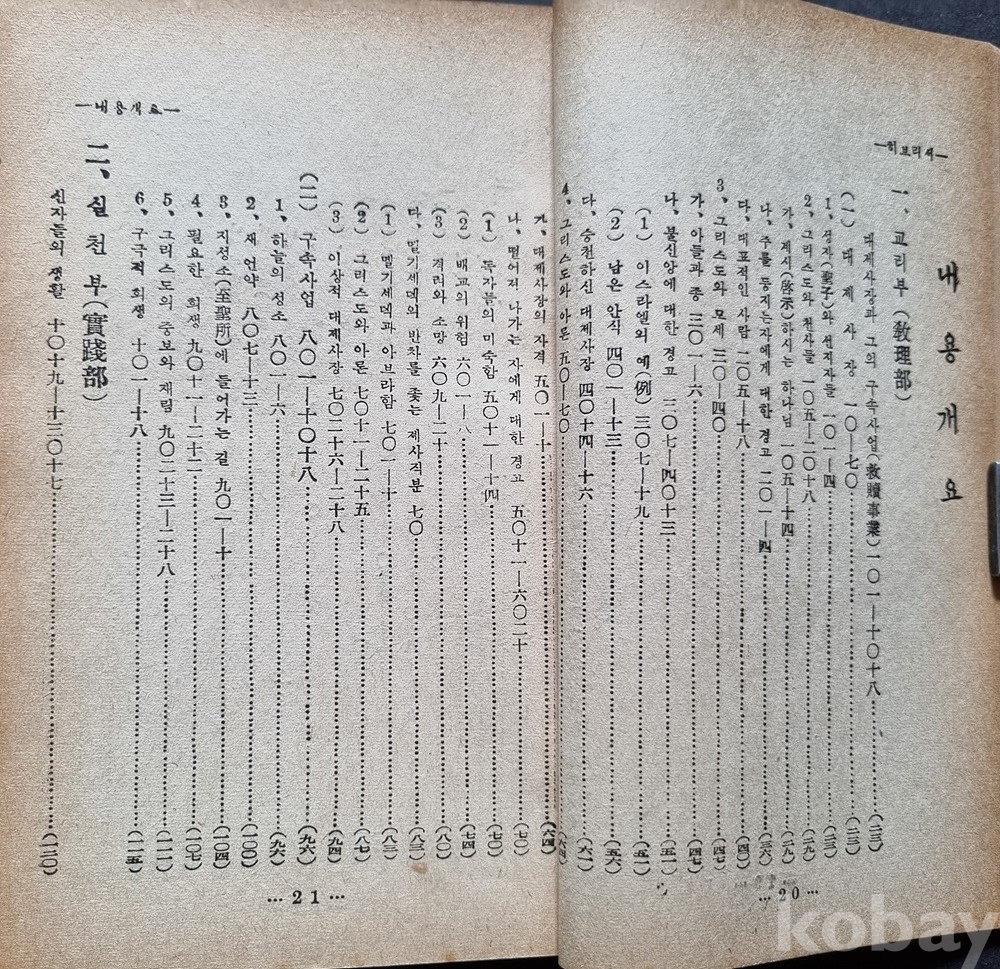 ―히브리서―
내용개요
一、교리부(敎理部)
대제사장과 그의 구속사업(救贖事業) 一〇一―十〇十八……(二三)
(一) 대제사장 一〇―七〇……(二三)
1、성자(聖子)와 선지자들 一〇一―四……(二三)
2、그리스도와 천사들 一〇五―二〇十八……(二九)
가、계시(啓示)하시는 하나님 一〇五―十四……(二九)
나、주를 등지는자에게 대한 경고 二〇一―四……(三六)
다、대표적인 사람 二〇五―十八……(四〇)
3、그리스도와 모세 三〇―四〇……(四七)
가、아들과 종 三〇一―六……(四七)
나、불신앙에 대한 경고 三〇七―四〇十三……(五一)
(1) 이스라엘의 예(例) 三〇七―十九……(五一)
(2) 남은 안식 四〇一―十三……(五六)
다、승천하신 대제사장 四〇十四―十六……(六一)
4、그리스도와 아론 五〇―七〇……(六四)
…20…
―내용개요―
가、대제사장의 자격 五〇一―十……(六四)
나、떨어져 나가는 자에게 대한 경고 五〇十一―六〇二十……(七〇)
(1) 독자들의 미숙함 五〇十一―十四……(七〇)
(2) 배교의 위험 六〇一―八……(七四)
(3) 격려와 소망 六〇九―二十……(八〇)
다、멜기세덱의 반차를 좇는 제사직분 七〇……(八三)
(1) 멜기세덱과 아브라함 七〇一―十……(八三)
(2) 그리스도와 아론 七〇十一―二十五……(八七)
(3) 이상적 대제사장 七〇二十六―二十八……(九四)
(二) 구속사업 八〇一―十〇十八……(九六)
1、하늘의 성소 八〇一―六……(九六)
2、새 언약 八〇七―十三……(一〇〇)
3、지성소(至聖所)에 들어가는 길 九〇一―十……(一〇四)
4、필요한 희생 九〇十一―二十二……(一〇七)
5、그리스도의 중보와 재림 九〇二十三―二十八……(一一一)
6、구극적 희생 十〇一―十八……(一一五)
二、실천부(實踐部)
신자들의 생활 十〇十九―十三〇十七……(一二〇)
…21…
kobay